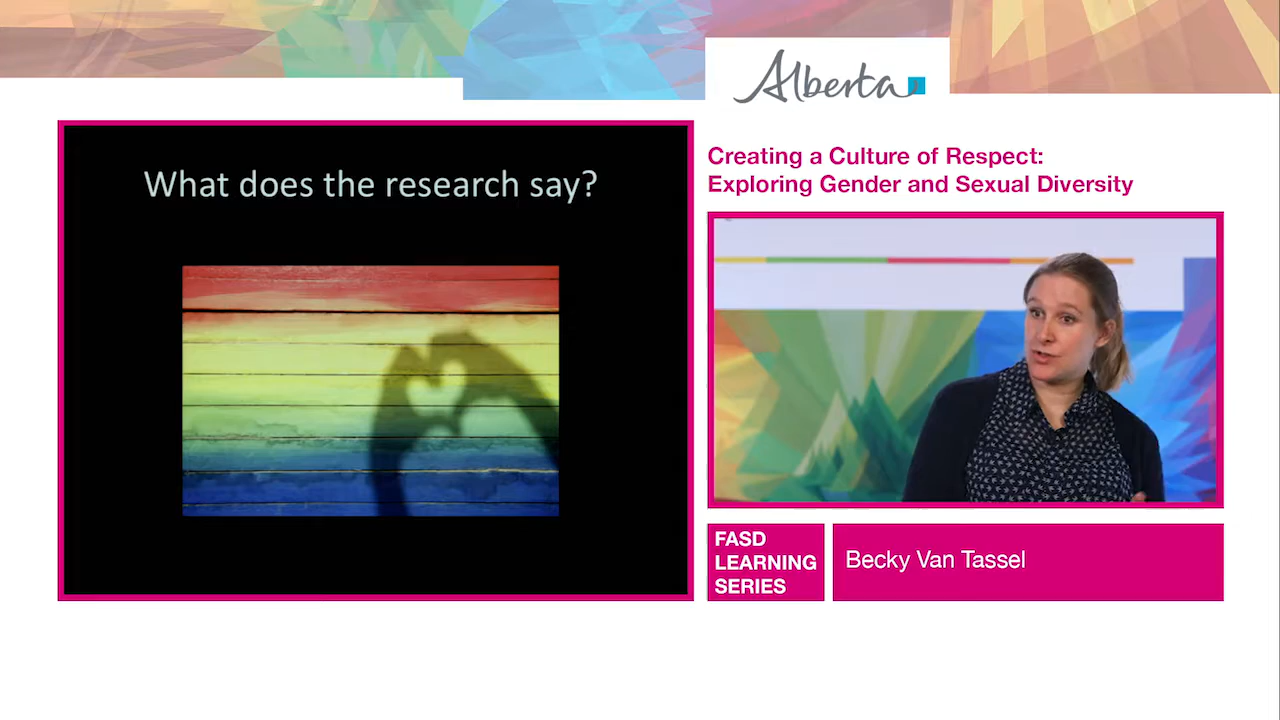 Alberta
What does the research say?
Creating a Culture of Respect:
Exploring Gender and Sexual Diversity
FASD
LEARNING
SERIES
Becky Van Tassel